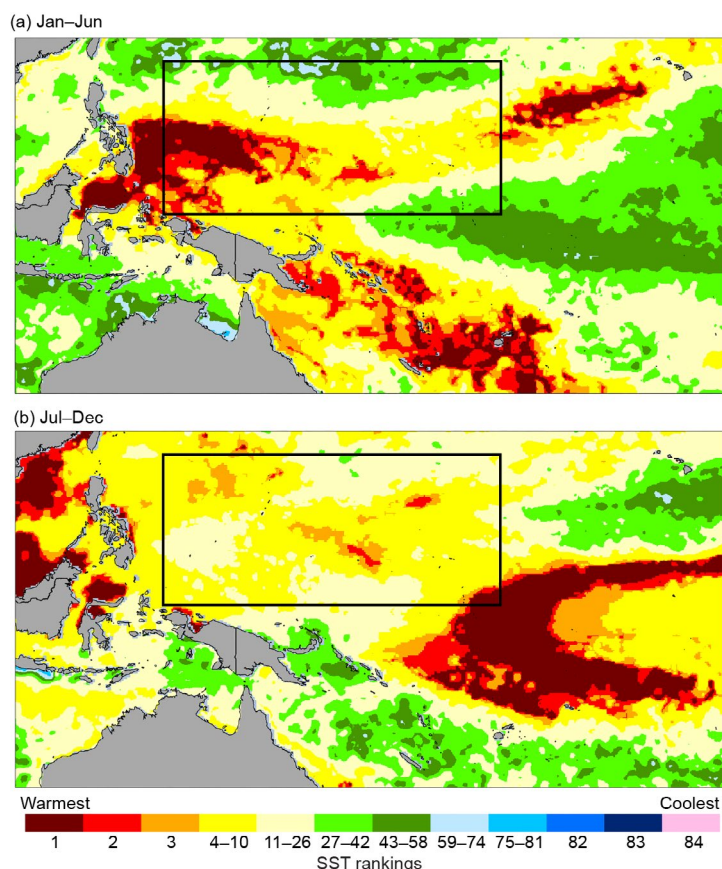 (a) Jan–Jun
(b) Jul–Dec
Warmest Coolest
1 2 3 4–10 11–26 27–42 43–58 59–74 75–81 82 83 84
SST rankings